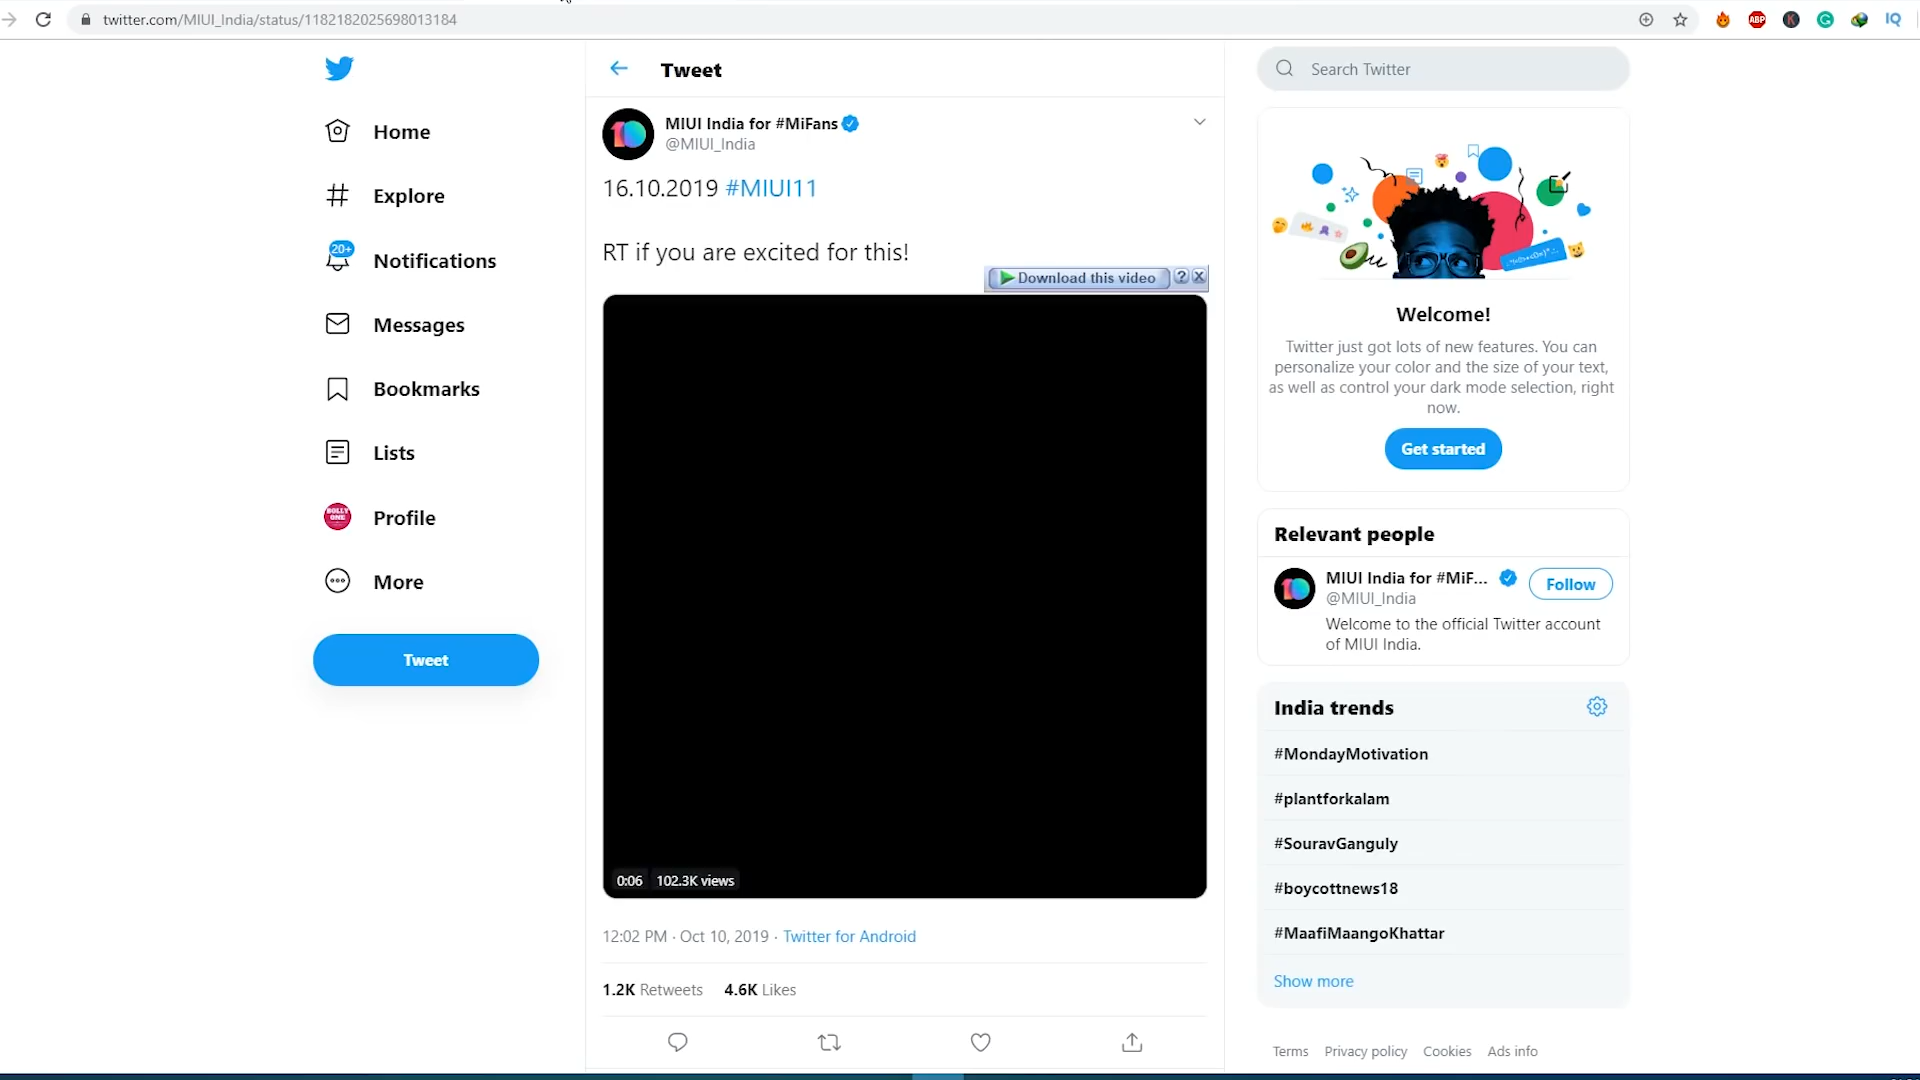 twitter.com/MIUI_India/status/1182182025698013184
ABP
K
IQ
Home
Explore
20+
Notifications
Messages
Bookmarks
Lists
BOLLY ONE
Profile
More
Tweet
Tweet
MIUI India for #MiFans
@MIUI_India
16.10.2019 #MIUI11
RT if you are excited for this!
Download this video ? X
0:06 102.3K views
12:02 PM · Oct 10, 2019 · Twitter for Android
1.2K Retweets 4.6K Likes
Search Twitter
Welcome!
Twitter just got lots of new features. You can
personalize your color and the size of your text,
as well as control your dark mode selection, right
now.
Get started
Relevant people
MIUI India for #MiF...
@MIUI_India
Follow
Welcome to the official Twitter account
of MIUI India.
India trends
#MondayMotivation
#plantforkalam
#SouravGanguly
#boycottnews18
#MaafiMaangoKhattar
Show more
Terms Privacy policy Cookies Ads info